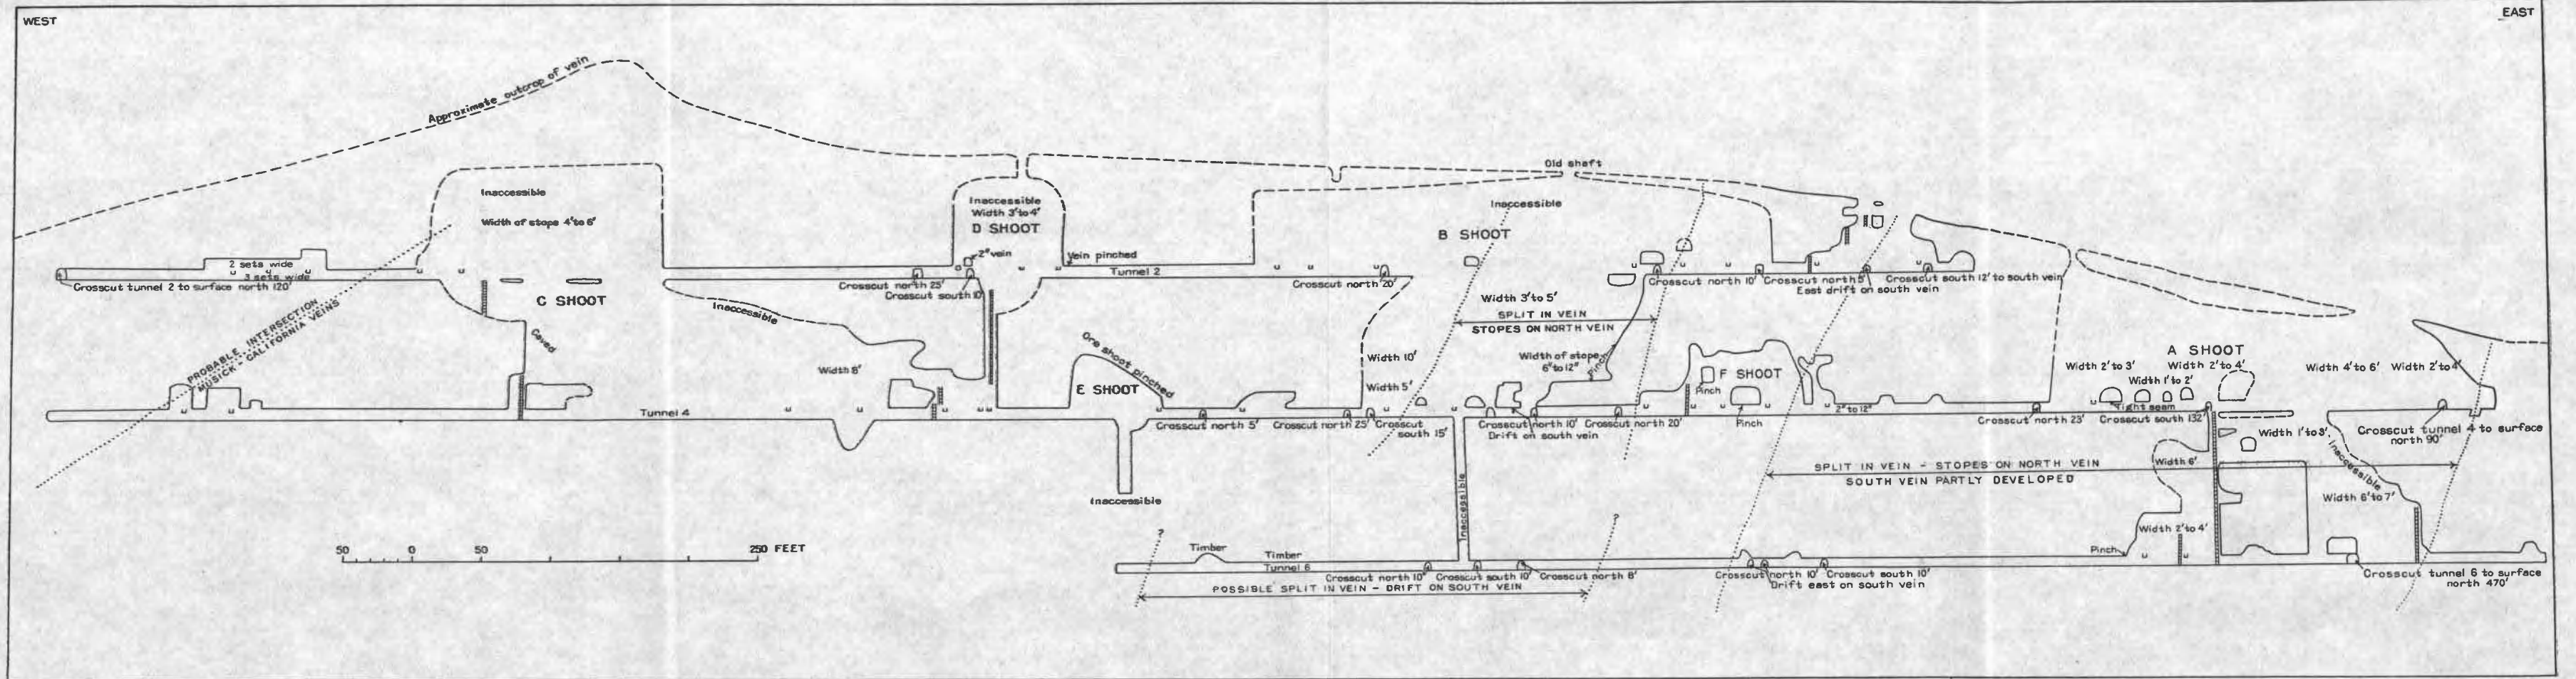 WEST
EAST
Approximate outcrop of vein
Old shaft
Inaccessible
Width of stope 4' to 6'
Inaccessible
Width 3' to 4'
D SHOOT
2" vein
Vein pinched
Tunnel 2
Inaccessible
B SHOOT
2 sets wide
3 sets wide
Crosscut tunnel 2 to surface north 120'
C SHOOT
Crosscut north 25'
Crosscut south 10'
Crosscut north 20'
Crosscut north 10'
Crosscut north 5'
Crosscut south 12' to south vein
East drift on south vein
PROBABLE INTERSECTION
MUSICK - CALIFORNIA VEINS
Caved
Inaccessible
Width 8'
Ore shoot pinched
E SHOOT
Width 10'
Width 5'
Width 3' to 5'
SPLIT IN VEIN
STOPES ON NORTH VEIN
Width of stope
6" to 12"
Pinch
F SHOOT
Pinch
Pinch
2" to 12"
A SHOOT
Width 2' to 3'
Width 2' to 4'
Width 1' to 2'
Width 4' to 6'
Width 2' to 4'
Tight seam
Tunnel 4
Crosscut north 5'
Crosscut north 25'
Crosscut
south 15'
Crosscut north 10'
Drift on south vein
Crosscut north 20'
Crosscut north 23'
Crosscut south 132'
Width 1' to 3'
Crosscut tunnel 4 to surface
north 90'
Inaccessible
Inaccessible
SPLIT IN VEIN - STOPES ON NORTH VEIN
SOUTH VEIN PARTLY DEVELOPED
Width 6'
Inaccessible
Width 6' to 7'
Width 2' to 4'
Pinch
50 0 50 250 FEET
?
?
Timber
Timber
Tunnel 6
Crosscut north 10'
Crosscut south 10'
Crosscut north 8'
Crosscut north 10'
Crosscut south 10'
Drift east on south vein
Crosscut tunnel 6 to surface
north 470'
POSSIBLE SPLIT IN VEIN - DRIFT ON SOUTH VEIN